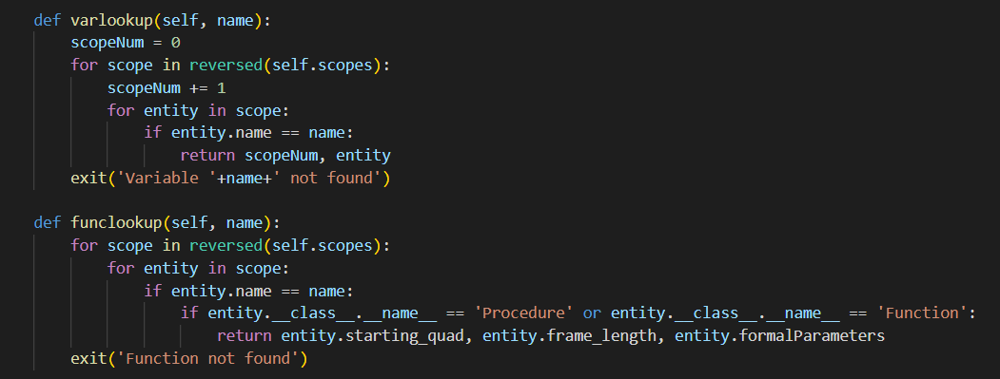 def varlookup(self, name):
    scopeNum = 0
    for scope in reversed(self.scopes):
        scopeNum += 1
        for entity in scope:
            if entity.name == name:
                return scopeNum, entity
    exit('Variable '+name+' not found')

def funclookup(self, name):
    for scope in reversed(self.scopes):
        for entity in scope:
            if entity.name == name:
                if entity.__class__.__name__ == 'Procedure' or entity.__class__.__name__ == 'Function':
                    return entity.starting_quad, entity.frame_length, entity.formalParameters
    exit('Function not found')